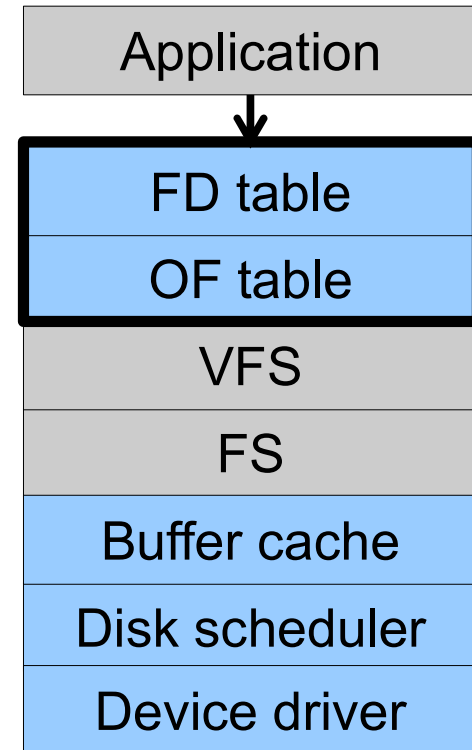 Application
FD table
OF table
VFS
FS
Buffer cache
Disk scheduler
Device driver